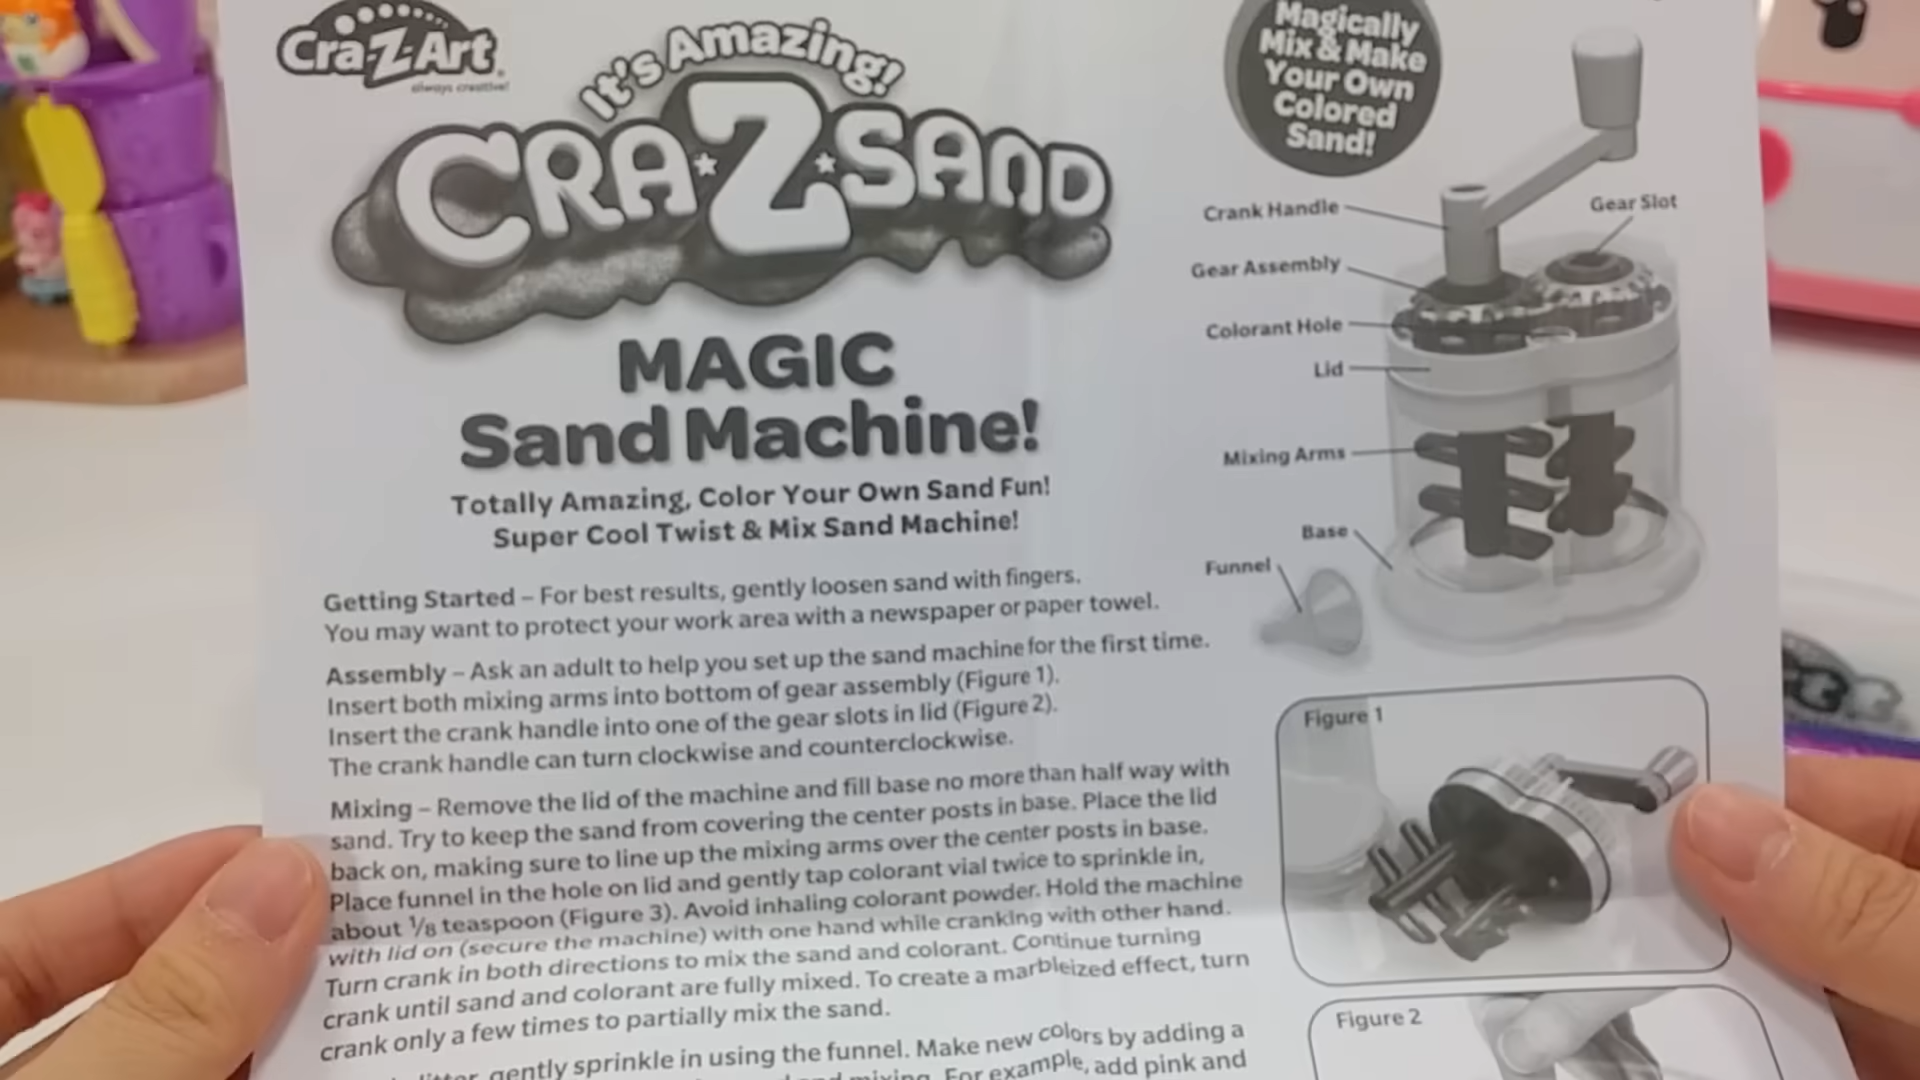 Cra-Z-Art
always creative!
It's Amazing!
CRA·Z·SAND
MAGIC
Sand Machine!
Totally Amazing, Color Your Own Sand Fun!
Super Cool Twist & Mix Sand Machine!
Magically
Mix & Make
Your Own
Colored
Sand!
Crank Handle
Gear Slot
Gear Assembly
Colorant Hole
Lid
Mixing Arms
Base
Funnel
Getting Started – For best results, gently loosen sand with fingers.
You may want to protect your work area with a newspaper or paper towel.
Assembly – Ask an adult to help you set up the sand machine for the first time.
Insert both mixing arms into bottom of gear assembly (Figure 1).
Insert the crank handle into one of the gear slots in lid (Figure 2).
The crank handle can turn clockwise and counterclockwise.
Mixing – Remove the lid of the machine and fill base no more than half way with
sand. Try to keep the sand from covering the center posts in base. Place the lid
back on, making sure to line up the mixing arms over the center posts in base.
Place funnel in the hole on lid and gently tap colorant vial twice to sprinkle in,
about ⅛ teaspoon (Figure 3). Avoid inhaling colorant powder. Hold the machine
with lid on (secure the machine) with one hand while cranking with other hand.
Turn crank in both directions to mix the sand and colorant. Continue turning
crank until sand and colorant are fully mixed. To create a marbleized effect, turn
crank only a few times to partially mix the sand.
gently sprinkle in using the funnel. Make new colors by adding a
mixing. For example, add pink and
Figure 1
Figure 2